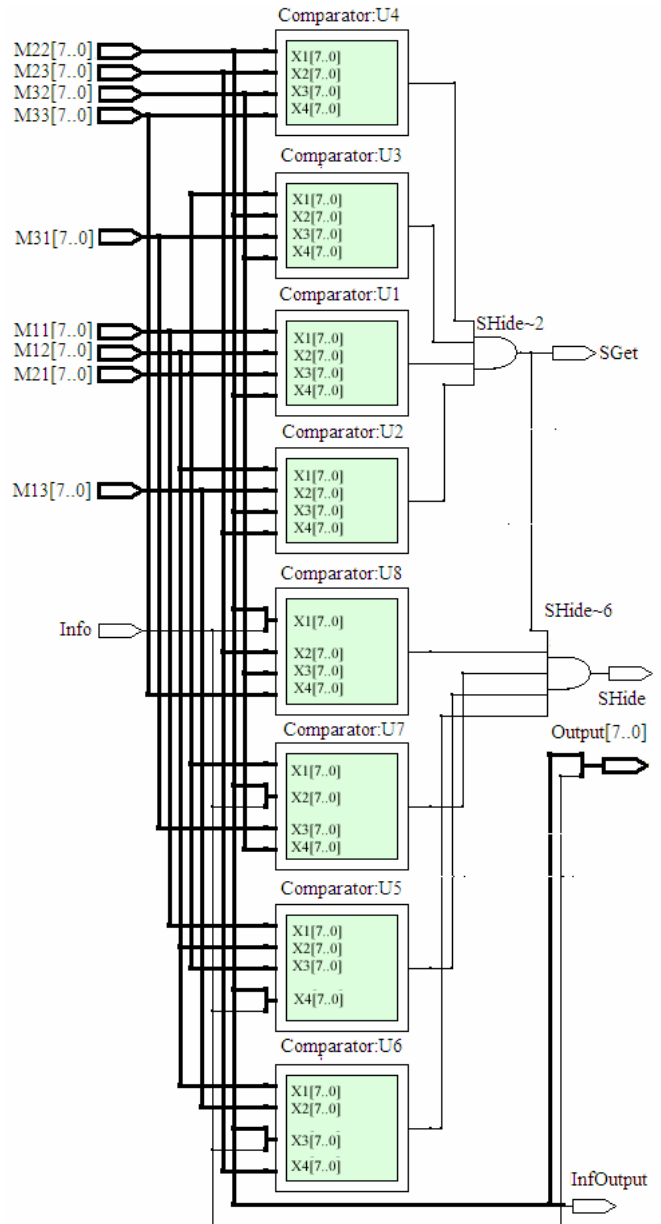 Comparator:U4
M22[7..0]
M23[7..0]
M32[7..0]
M33[7..0]
X1[7..0]
X2[7..0]
X3[7..0]
X4[7..0]
Comparator:U3
M31[7..0]
X1[7..0]
X2[7..0]
X3[7..0]
X4[7..0]
Comparator:U1
M11[7..0]
M12[7..0]
M21[7..0]
X1[7..0]
X2[7..0]
X3[7..0]
X4[7..0]
SHide~2
SGet
Comparator:U2
M13[7..0]
X1[7..0]
X2[7..0]
X3[7..0]
X4[7..0]
Comparator:U8
Info
X1[7..0]
X2[7..0]
X3[7..0]
X4[7..0]
SHide~6
SHide
Comparator:U7
X1[7..0]
X2[7..0]
X3[7..0]
X4[7..0]
Output[7..0]
Comparator:U5
X1[7..0]
X2[7..0]
X3[7..0]
X4[7..0]
Comparator:U6
X1[7..0]
X2[7..0]
X3[7..0]
X4[7..0]
InfOutput